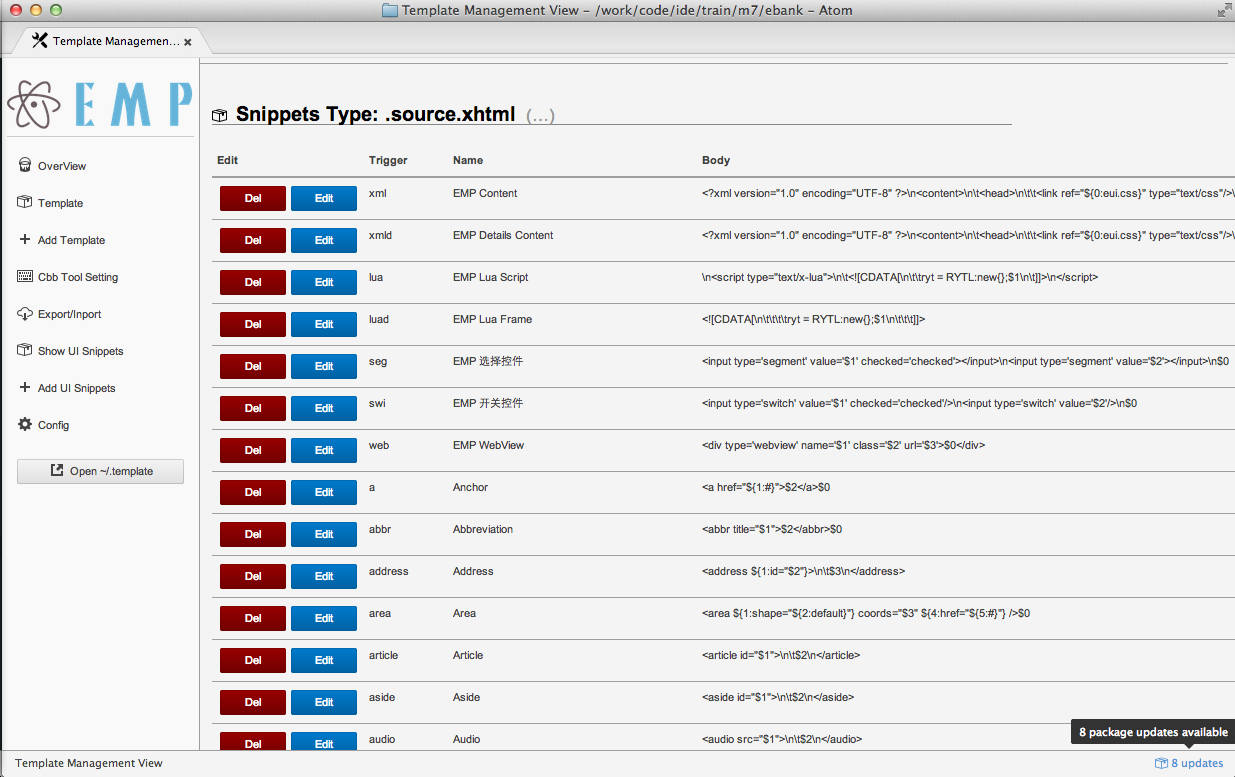 Template Management View - /work/code/ide/train/m7/ebank - Atom
Template Managemen...
EMP
OverView
Template
Add Template
Cbb Tool Setting
Export/Inport
Show UI Snippets
Add UI Snippets
Config
Open ~/.template
Snippets Type: .source.xhtml (...)
Edit Trigger Name Body
Del Edit xml EMP Content <?xml version="1.0" encoding="UTF-8" ?>\n<content>\n\t<head>\n\t\t<link ref="${0:eui.css}" type="text/css"/>\
Del Edit xmld EMP Details Content <?xml version="1.0" encoding="UTF-8" ?>\n<content>\n\t<head>\n\t\t<link ref="${0:eui.css}" type="text/css"/>\
Del Edit lua EMP Lua Script \n<script type="text/x-lua">\n\t<![CDATA[\n\t\tryt = RYTL:new{};$1\n\t]]>\n</script>
Del Edit luad EMP Lua Frame <![CDATA[\n\t\t\t\tryt = RYTL:new{};$1\n\t\t\t]]>
Del Edit seg EMP 选择控件 <input type='segment' value='$1' checked='checked'></input>\n<input type='segment' value='$2'></input>\n$0
Del Edit swi EMP 开关控件 <input type='switch' value='$1' checked='checked'/>\n<input type='switch' value='$2'/>\n$0
Del Edit web EMP WebView <div type='webview' name='$1' class='$2' url='$3'>$0</div>
Del Edit a Anchor <a href="${1:#}">$2</a>$0
Del Edit abbr Abbreviation <abbr title="$1">$2</abbr>$0
Del Edit address Address <address ${1:id="$2"}>\n\t$3\n</address>
Del Edit area Area <area ${1:shape="${2:default}"} coords="$3" ${4:href="${5:#}"} />$0
Del Edit article Article <article id="$1">\n\t$2\n</article>
Del Edit aside Aside <aside id="$1">\n\t$2\n</aside>
Del Edit audio Audio <audio src="$1">\n\t$2\n</audio>
8 package updates available
Template Management View
8 updates